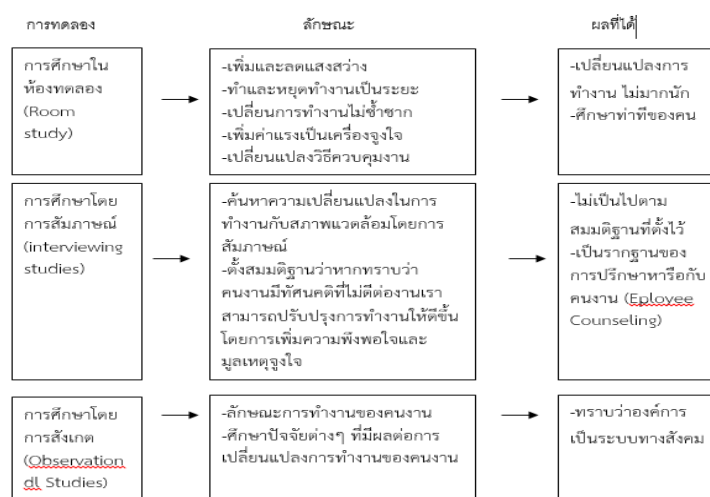 การทดลอง
ลักษณะ
ผลที่ได้
การศึกษาใน
ห้องทดลอง
(Room
study)
-เพิ่มและลดแสงสว่าง
-ทำและหยุดทำงานเป็นระยะ
-เปลี่ยนการทำงานไม่ซ้ำซาก
-เพิ่มค่าแรงเป็นเครื่องจูงใจ
-เปลี่ยนแปลงวิธีควบคุมงาน
-เปลี่ยนแปลงการ
ทำงาน ไม่มากนัก
-ศึกษาท่าทีของคน
การศึกษาโดย
การสัมภาษณ์
(interviewing
studies)
-ค้นหาความเปลี่ยนแปลงในการ
ทำงานกับสภาพแวดล้อมโดยการ
สัมภาษณ์
-ตั้งสมมติฐานว่าหากทราบว่า
คนงานมีทัศนคติที่ไม่ดีต่องานเรา
สามารถปรับปรุงการทำงานให้ดีขึ้น
โดยการเพิ่มความพึงพอใจและ
มูลเหตุจูงใจ
-ไม่เป็นไปตาม
สมมติฐานที่ตั้งไว้
-เป็นรากฐานของ
การปรึกษาหารือกับ
คนงาน (Eployee
Counseling)
การศึกษาโดย
การสังเกต
(Observation
dl Studies)
-ลักษณะการทำงานของคนงาน
-ศึกษาปัจจัยต่างๆ ที่มีผลต่อการ
เปลี่ยนแปลงการทำงานของคนงาน
-ทราบว่าองค์การ
เป็นระบบทางสังคม